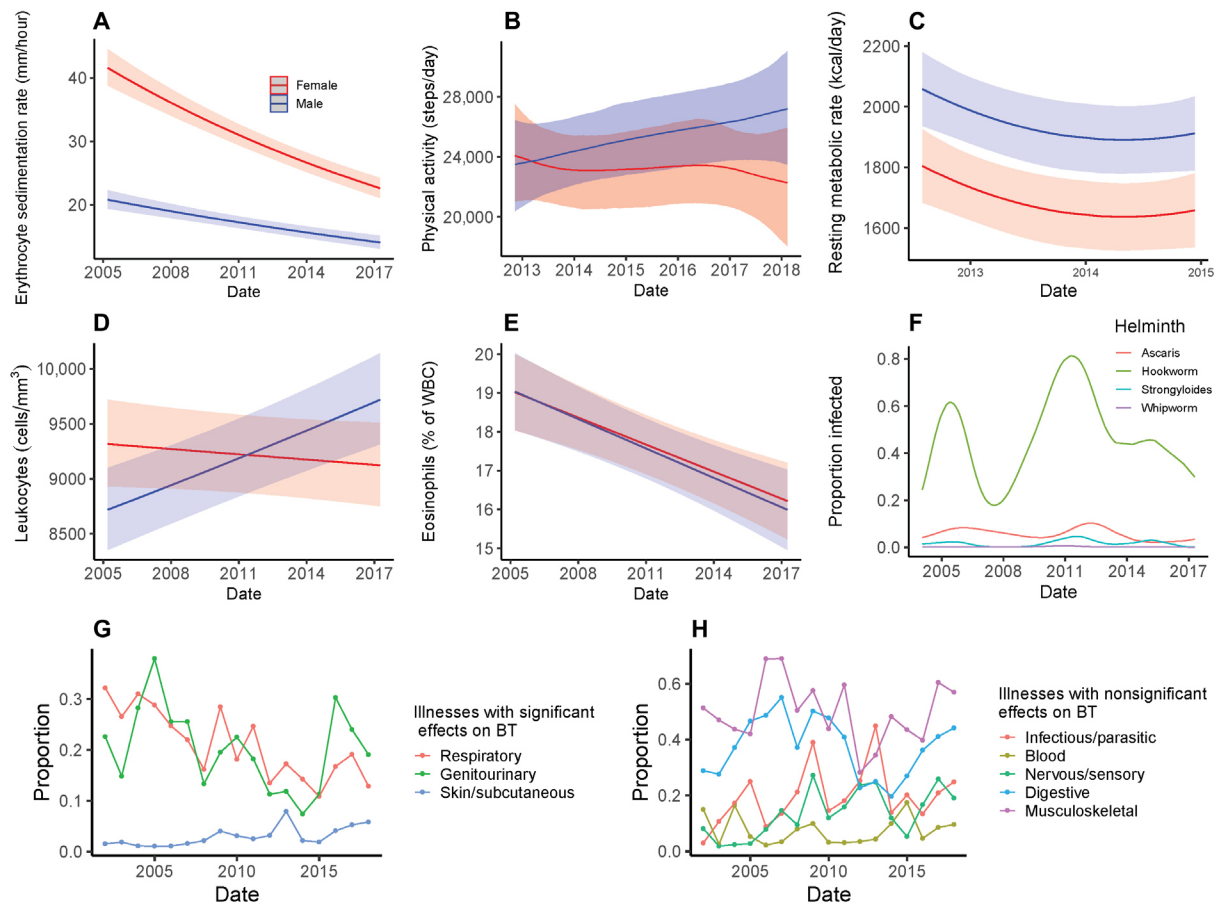 A
Erythrocyte sedimentation rate (mm/hour)
40
30
20
2005 2008 2011 2014 2017
Date
Female
Male
B
Physical activity (steps/day)
28,000
24,000
20,000
2013 2014 2015 2016 2017 2018
Date
C
Resting metabolic rate (kcal/day)
2200
2000
1800
1600
2013 2014 2015
Date
D
Leukocytes (cells/mm³)
10,000
9500
9000
8500
2005 2008 2011 2014 2017
Date
E
Eosinophils (% of WBC)
20
19
18
17
16
15
2005 2008 2011 2014 2017
Date
F
Proportion infected
0.8
0.6
0.4
0.2
0.0
2005 2008 2011 2014 2017
Date
Helminth
Ascaris
Hookworm
Strongyloides
Whipworm
G
Proportion
0.3
0.2
0.1
0.0
2005 2010 2015
Date
Illnesses with significant
effects on BT
Respiratory
Genitourinary
Skin/subcutaneous
H
Proportion
0.6
0.4
0.2
0.0
2005 2010 2015
Date
Illnesses with nonsignificant
effects on BT
Infectious/parasitic
Blood
Nervous/sensory
Digestive
Musculoskeletal